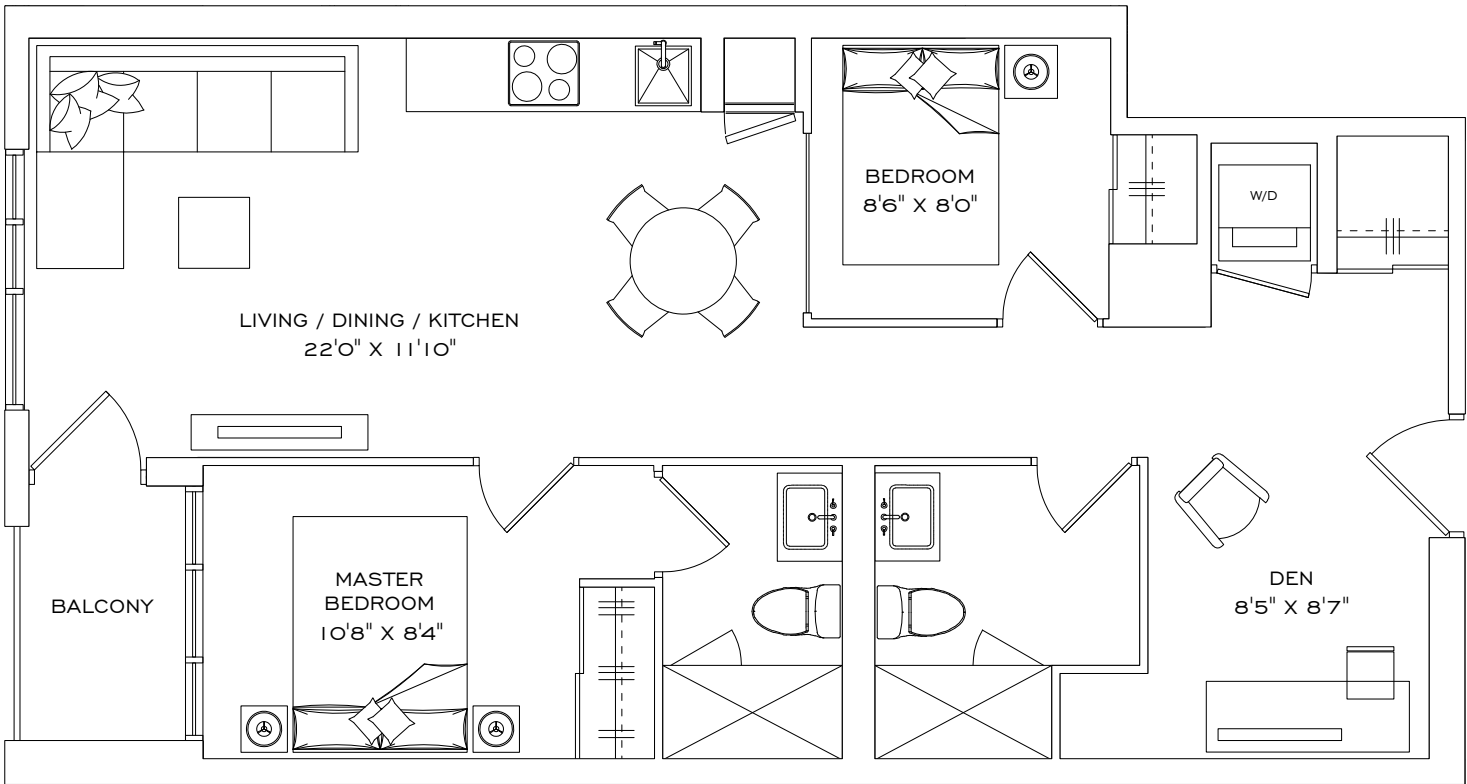 BEDROOM
8'6" X 8'0"
W/D
LIVING / DINING / KITCHEN
22'0" X 11'10"
MASTER
BEDROOM
10'8" X 8'4"
BALCONY
DEN
8'5" X 8'7"